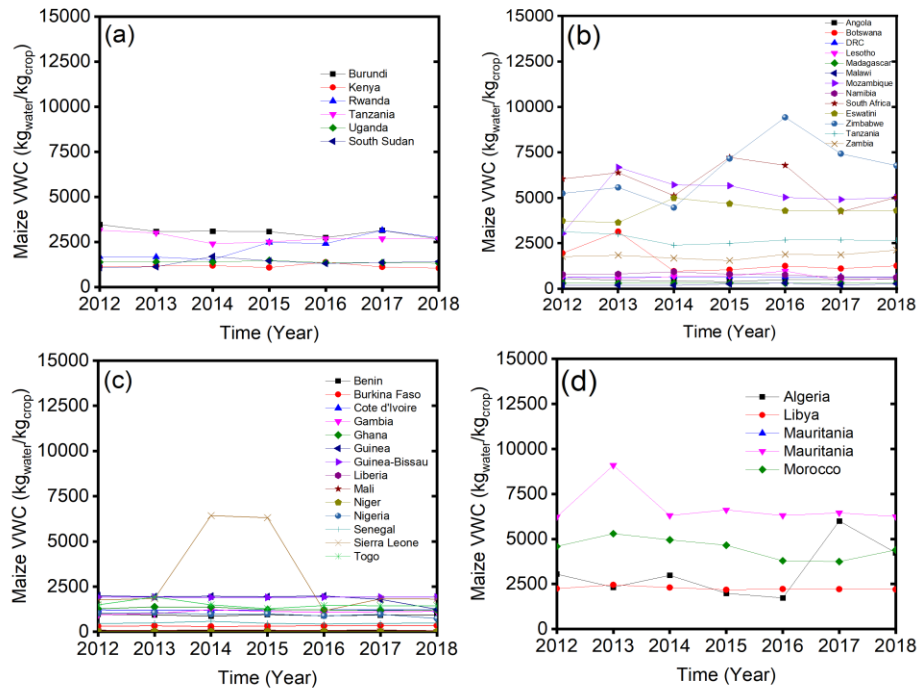 (a)
15000
12500
10000
7500
5000
2500
0
Maize VWC (kgwater/kgcrop)
Burundi
Kenya
Rwanda
Tanzania
Uganda
South Sudan
2012 2013 2014 2015 2016 2017 2018
Time (Year)
(b)
15000
12500
10000
7500
5000
2500
0
Maize VWC (kgwater/kgcrop)
Angola
Botswana
DRC
Lesotho
Madagascar
Malawi
Mozambique
Namibia
South Africa
Eswatini
Zimbabwe
Tanzania
Zambia
2012 2013 2014 2015 2016 2017 2018
Time (Year)
(c)
15000
12500
10000
7500
5000
2500
0
Maize VWC (kgwater/kgcrop)
Benin
Burkina Faso
Cote d'Ivoire
Gambia
Ghana
Guinea
Guinea-Bissau
Liberia
Mali
Niger
Nigeria
Senegal
Sierra Leone
Togo
2012 2013 2014 2015 2016 2017 2018
Time (Year)
(d)
15000
12500
10000
7500
5000
2500
0
Maize VWC (kgwater/kgcrop)
Algeria
Libya
Mauritania
Mauritania
Morocco
2012 2013 2014 2015 2016 2017 2018
Time (Year)